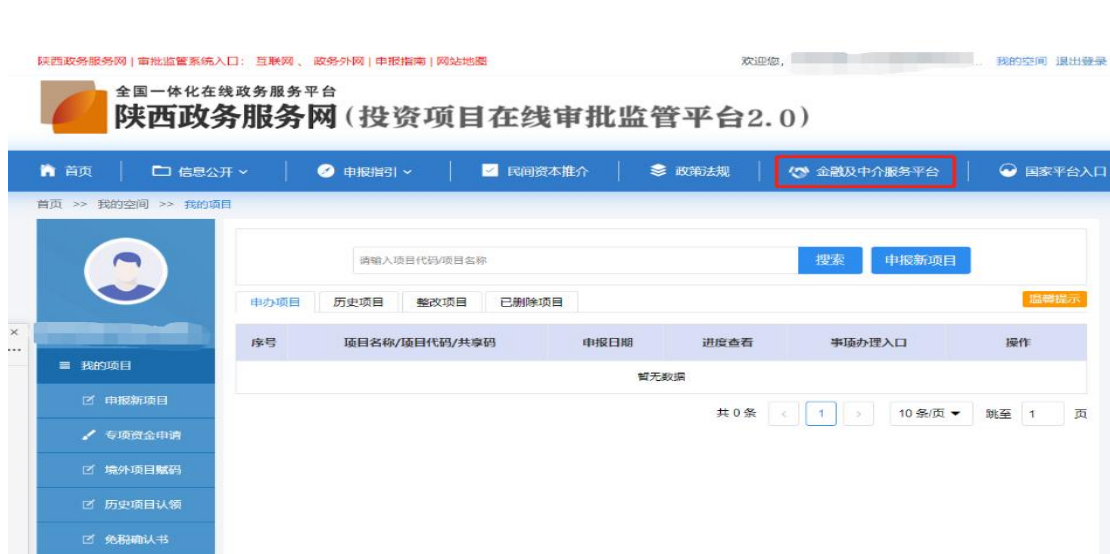 陕西政务服务网 | 审批监管系统入口： 互联网 、 政务外网 | 申报指南 | 网站地图
欢迎您,
... 我的空间 退出登录
全国一体化在线政务服务平台
陕西政务服务网(投资项目在线审批监管平台2.0)
首页 信息公开 申报指引 民间资本推介 政策法规 金融及中介服务平台 国家平台入口
首页 >> 我的空间 >> 我的项目
请输入项目代码/项目名称 搜索 申报新项目
申办项目 历史项目 整改项目 已删除项目 温馨提示
序号 项目名称/项目代码/共享码 申报日期 进度查看 事项办理入口 操作
暂无数据
共 0 条 < 1 > 10 条/页 跳至 1 页
我的项目
申报新项目
专项资金申请
境外项目赋码
历史项目认领
免税确认书